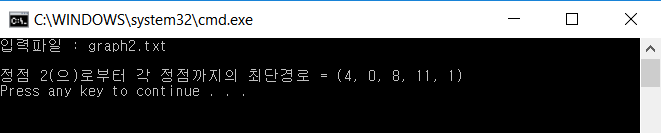 C:\WINDOWS\system32\cmd.exe
입력파일 : graph2.txt
정점 2(으)로부터 각 정점까지의 최단경로 = (4, 0, 8, 11, 1)
Press any key to continue . . .